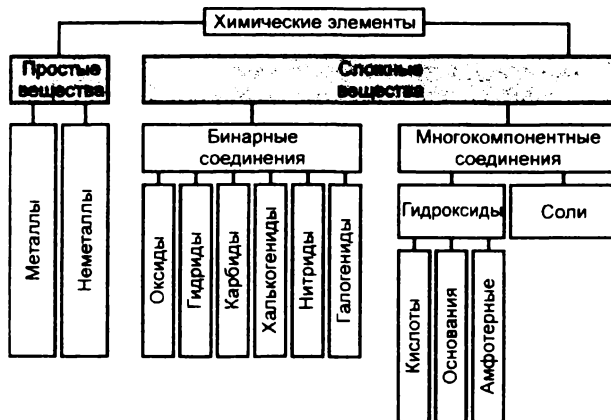 Химические элементы
Простые
вещества
Сложные
вещества
Бинарные
соединения
Многокомпонентные
соединения
Металлы
Неметаллы
Оксиды
Гидриды
Карбиды
Халькогениды
Нитриды
Галогениды
Гидроксиды
Соли
Кислоты
Основания
Амфотерные